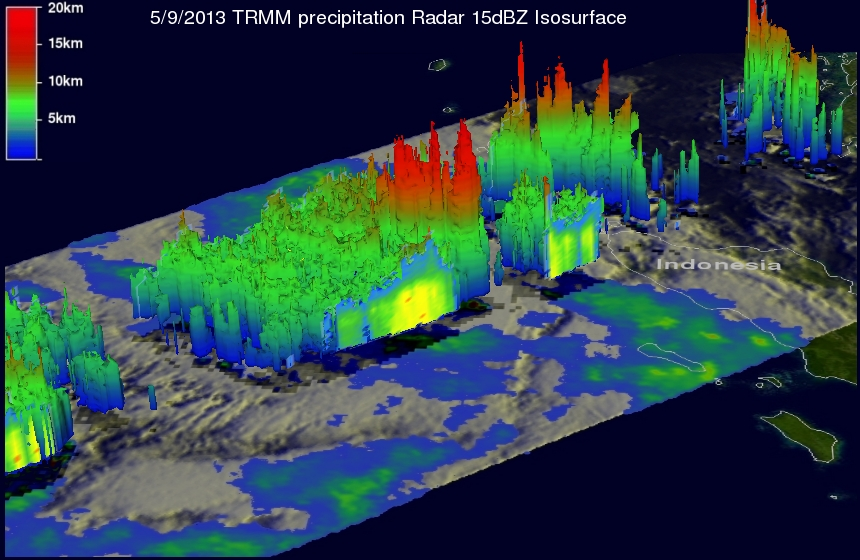 5/9/2013 TRMM precipitation Radar 15dBZ Isosurface
20km
15km
10km
5km
Indonesia